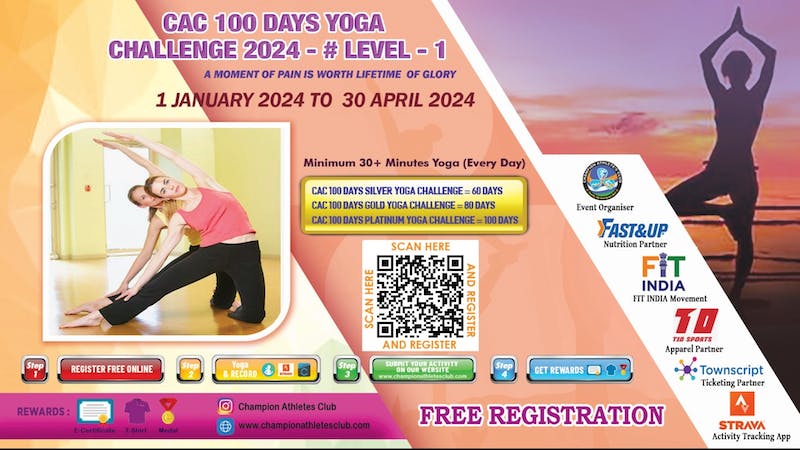 CAC 100 DAYS YOGA
CHALLENGE 2024 - # LEVEL - 1
A MOMENT OF PAIN IS WORTH LIFETIME OF GLORY
1 JANUARY 2024 TO 30 APRIL 2024
Minimum 30+ Minutes Yoga (Every Day)
CAC 100 DAYS SILVER YOGA CHALLENGE = 60 DAYS
CAC 100 DAYS GOLD YOGA CHALLENGE = 80 DAYS
CAC 100 DAYS PLATINUM YOGA CHALLENGE = 100 DAYS
SCAN HERE
SCAN HERE
AND REGISTER
AND REGISTER
Event Organiser
FAST&UP
Nutrition Partner
FIT
INDIA
FIT INDIA Movement
T10
T10 SPORTS
Apparel Partner
Townscript
Ticketing Partner
STRAVA
Activity Tracking App
Step 1
REGISTER FREE ONLINE
Step 2
Yoga
& RECORD
Step 3
SUBMIT YOUR ACTIVITY
ON OUR WEBSITE
www.championathletesclub.com
Step 4
GET REWARDS
REWARDS :
E-Certificate
T-Shirt
Medal
Champion Athletes Club
www.championathletesclub.com
FREE REGISTRATION